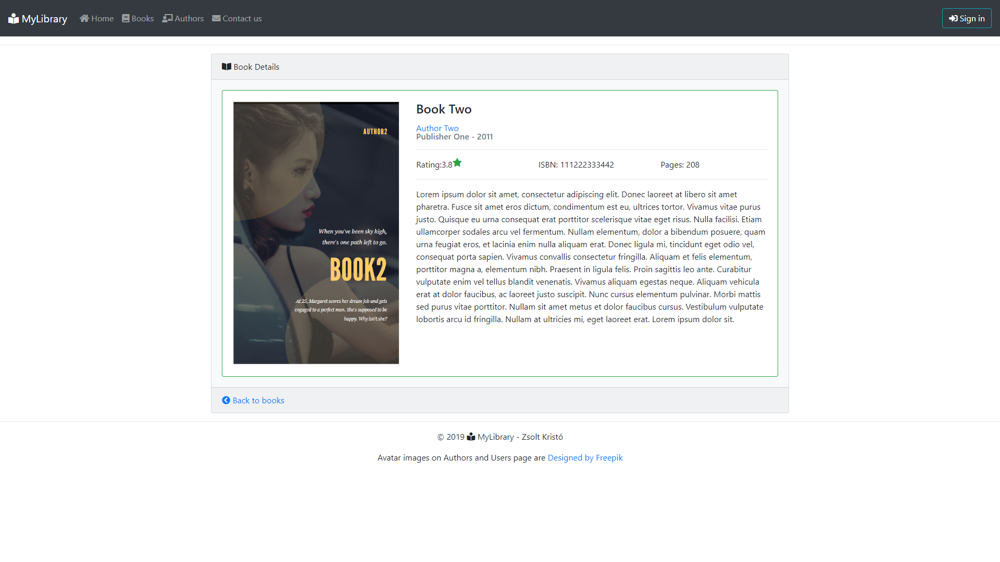 MyLibrary Home Books Authors Contact us Sign in
Book Details
AUTHOR2
When you've been sky high,
there's one path left to go.
BOOK2
At 25, Margaret scores her dream job and gets
engaged to a perfect man. She's supposed to be
happy. Why isn't she?
Book Two
Author Two
Publisher One - 2011
Rating:3.8 ISBN: 111222333442 Pages: 208
Lorem ipsum dolor sit amet, consectetur adipiscing elit. Donec laoreet at libero sit amet
pharetra. Fusce sit amet eros dictum, condimentum est eu, ultrices tortor. Vivamus vitae purus
justo. Quisque eu urna consequat erat porttitor scelerisque vitae eget risus. Nulla facilisi. Etiam
ullamcorper sodales arcu vel fermentum. Nullam elementum, dolor a bibendum posuere, quam
urna feugiat eros, et lacinia enim nulla aliquam erat. Donec ligula mi, tincidunt eget odio vel,
consequat porta sapien. Vivamus convallis consectetur fringilla. Aliquam et felis elementum,
porttitor magna a, elementum nibh. Praesent in ligula felis. Proin sagittis leo ante. Curabitur
vulputate enim vel tellus blandit venenatis. Vivamus aliquam egestas neque. Aliquam vehicula
erat at dolor faucibus, ac laoreet justo suscipit. Nunc cursus elementum pulvinar. Morbi mattis
sed purus vitae porttitor. Nullam sit amet metus et dolor faucibus cursus. Vestibulum vulputate
lobortis arcu id fringilla. Nullam at ultricies mi, eget laoreet erat. Lorem ipsum dolor sit.
Back to books
© 2019 MyLibrary - Zsolt Kristó
Avatar images on Authors and Users page are Designed by Freepik